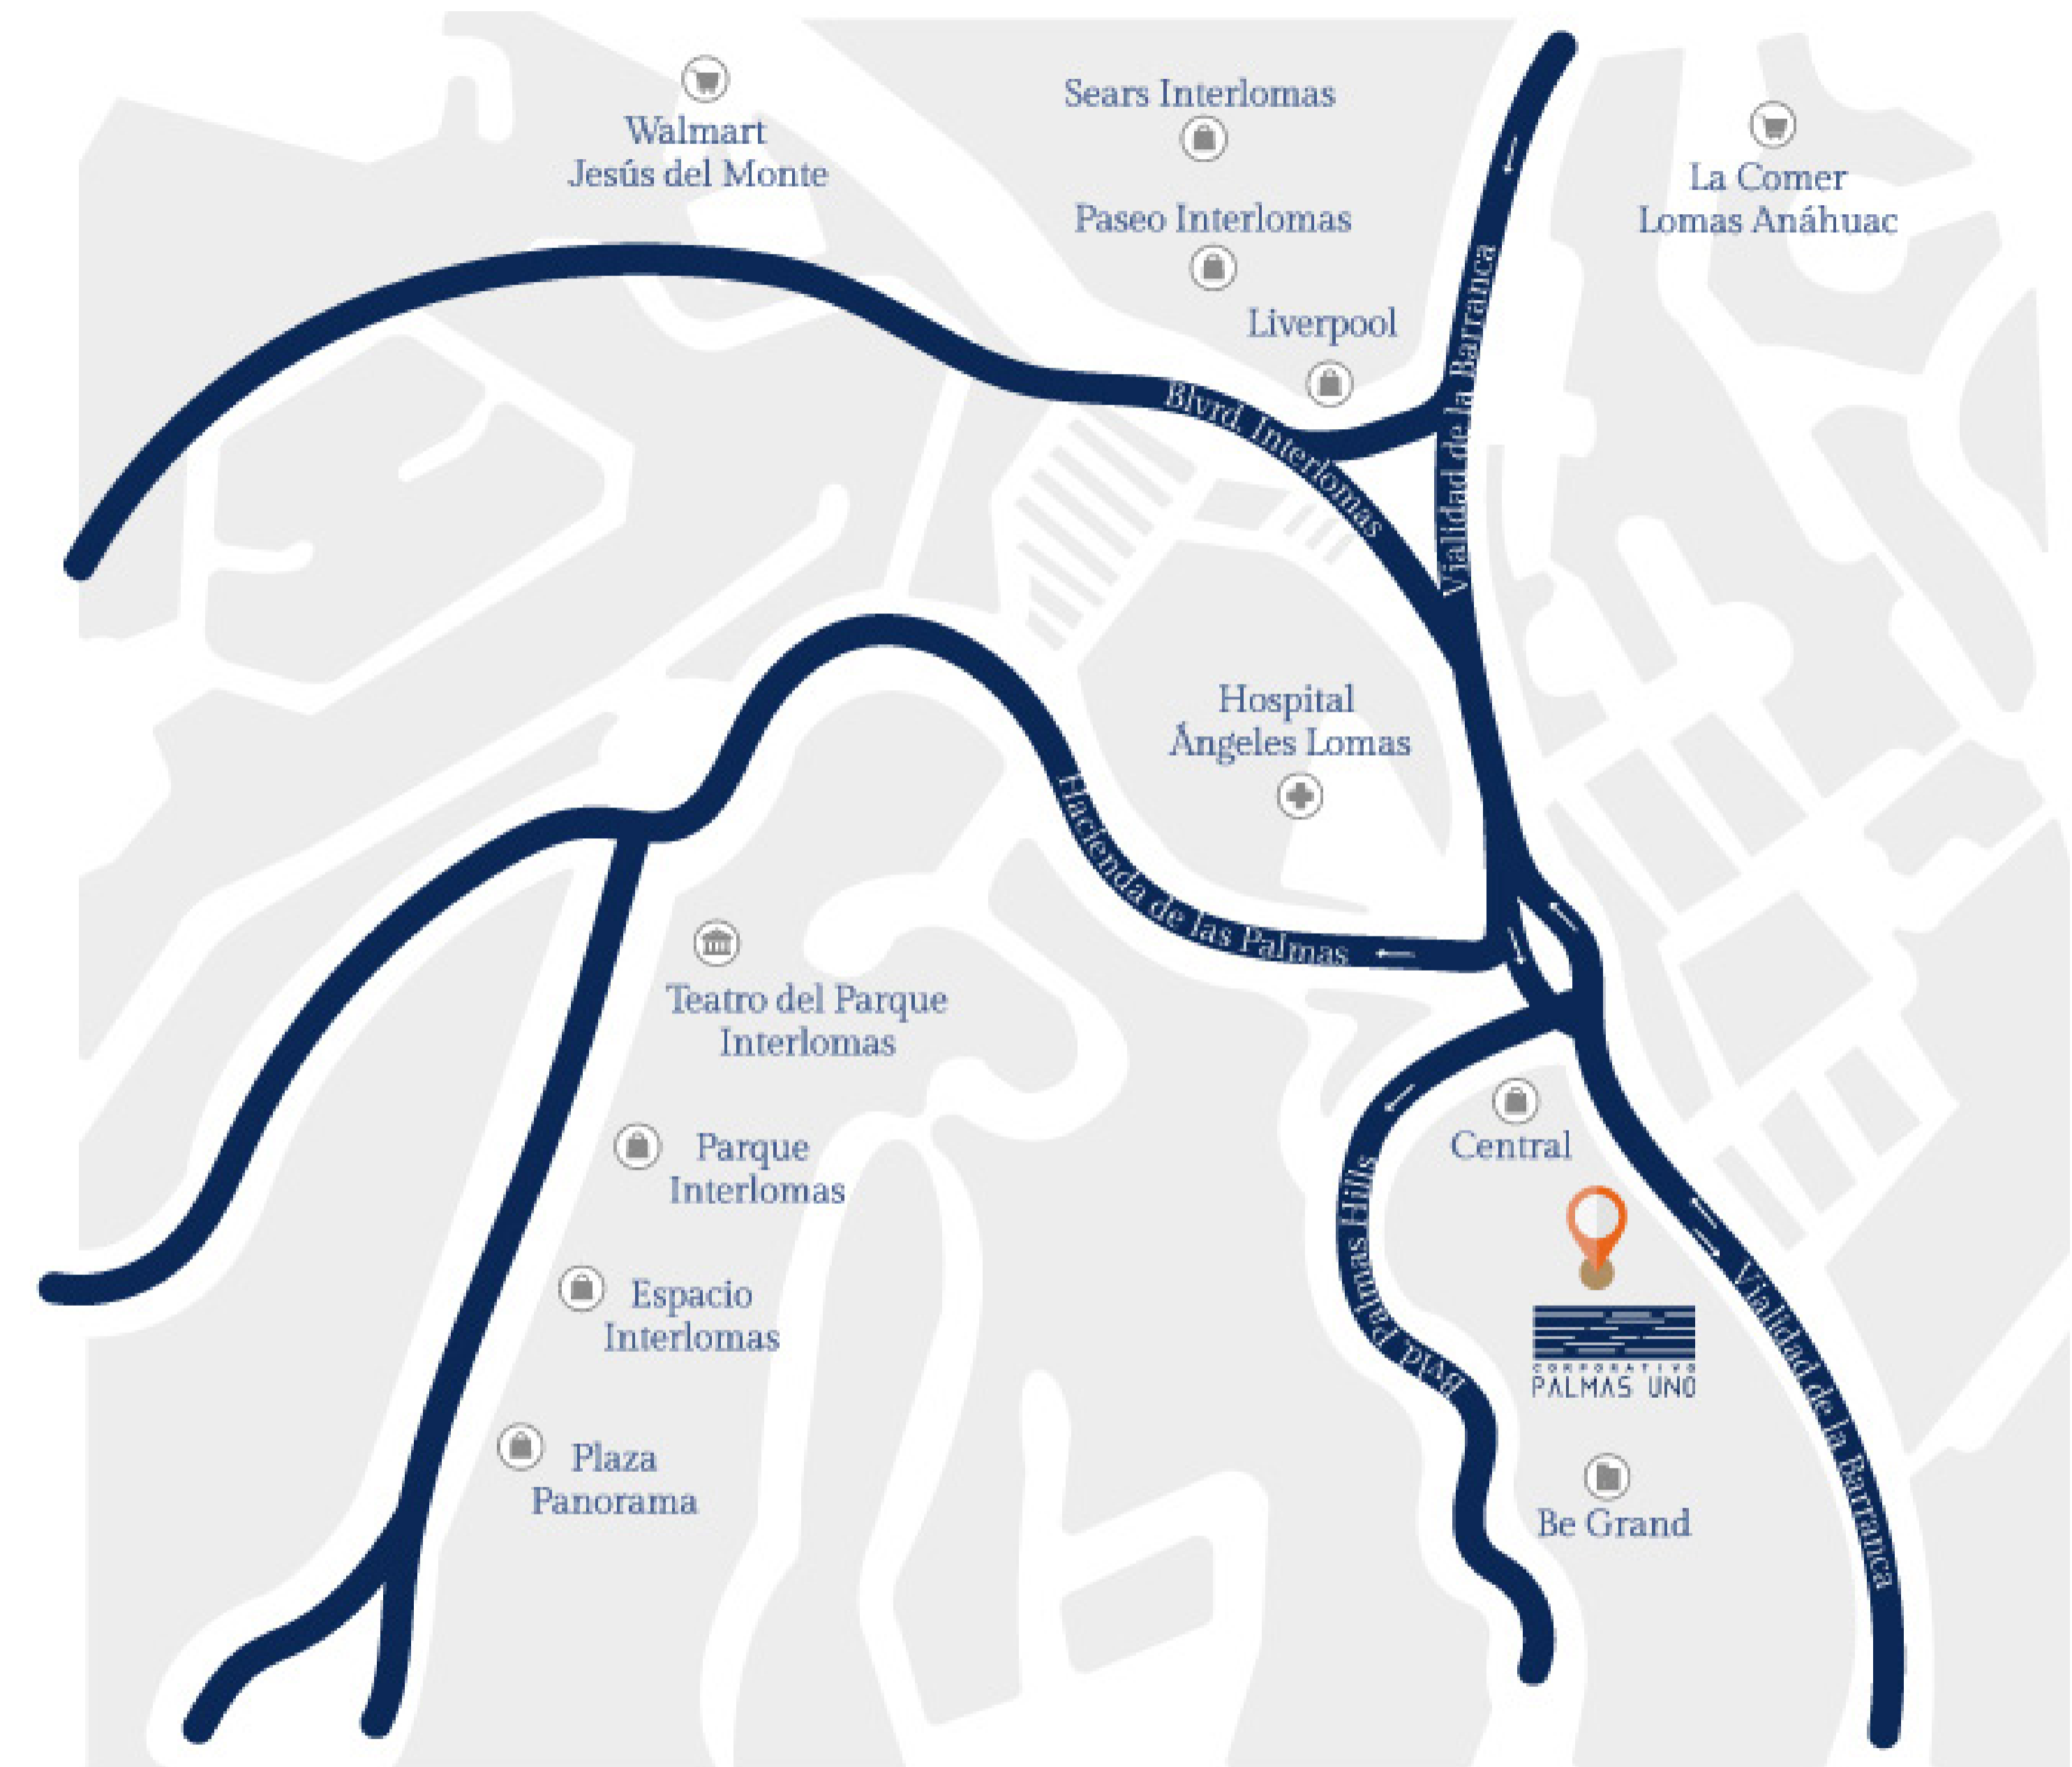 Walmart
Jesús del Monte
Sears Interlomas
Paseo Interlomas
Liverpool
La Comer
Lomas Anáhuac
Vialidad de la Barranca
Blvrd. Interlomas
Hospital
Ángeles Lomas
Hacienda de las Palmas
Teatro del Parque
Interlomas
Parque
Interlomas
Espacio
Interlomas
Plaza
Panorama
Central
Blvld. Palmas Hills
Vialidad de la Barranca
CORPORATIVO
PALMAS UNO
Be Grand